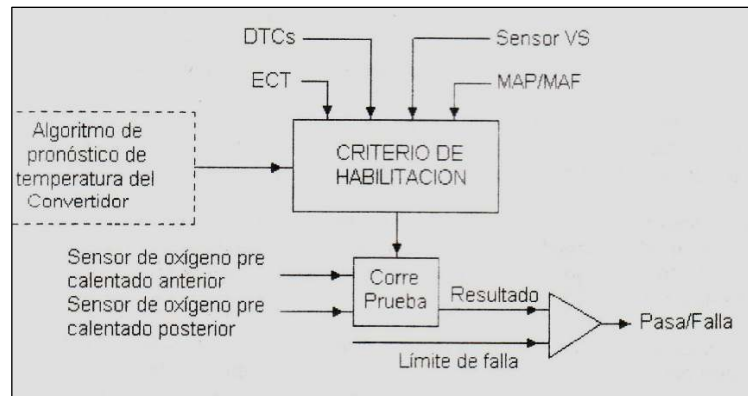 DTCs
Sensor VS
ECT
MAP/MAF
Algoritmo de
pronóstico de
temperatura del
Convertidor
CRITERIO DE
HABILITACION
Sensor de oxígeno pre
calentado anterior
Sensor de oxígeno pre
calentado posterior
Corre
Prueba
Resultado
Límite de falla
Pasa/Falla